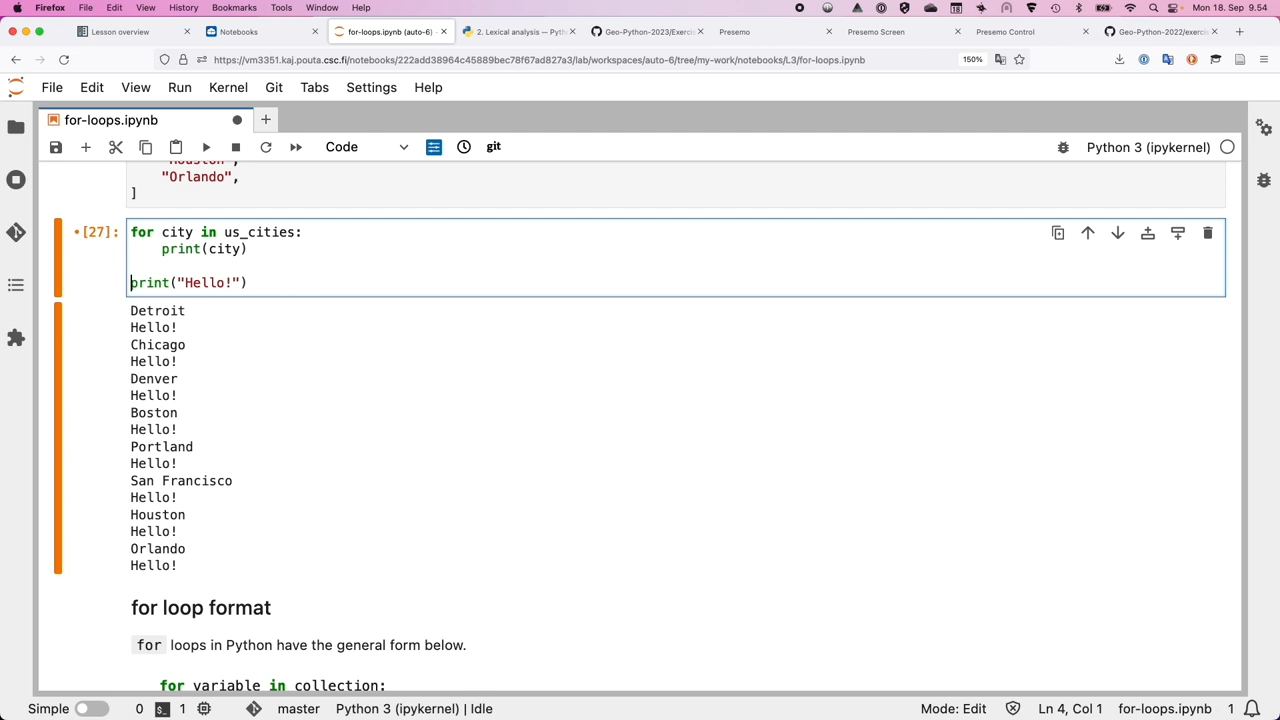 Firefox File Edit View History Bookmarks Tools Window Help Mon 18. Sep 9.54
Lesson overview Notebooks for-loops.ipynb (auto-6) - 2. Lexical analysis — Pyth Geo-Python-2023/Exercis Presemo Presemo Screen Presemo Control Geo-Python-2022/exercis
https://vm3351.kaj.pouta.csc.fi/notebooks/222add38964c45889bec78f67ad827a3/lab/workspaces/auto-6/tree/my-work/notebooks/L3/for-loops.ipynb 150%
File Edit View Run Kernel Git Tabs Settings Help
for-loops.ipynb
Code git Python 3 (ipykernel)
"Houston",
"Orlando",
]
[27]: for city in us_cities:
print(city)
print("Hello!")
Detroit
Hello!
Chicago
Hello!
Denver
Hello!
Boston
Hello!
Portland
Hello!
San Francisco
Hello!
Houston
Hello!
Orlando
Hello!
for loop format
for loops in Python have the general form below.
for variable in collection:
Simple 0 1 master Python 3 (ipykernel) | Idle Mode: Edit Ln 4, Col 1 for-loops.ipynb 1